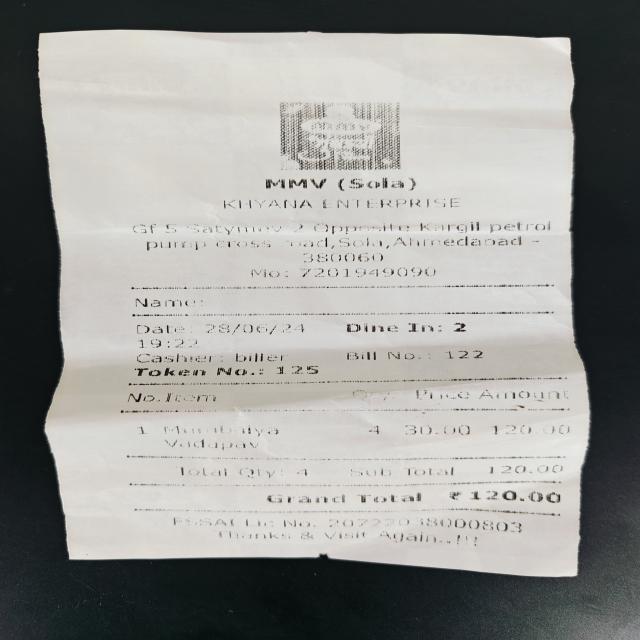 MMV (Sola)
KHYANA ENTERPRISE
Gf 5 Satymev 2 Opposite Kargil petrol
pump cross road,Sola,Ahmedabad -
380060
Mo: 7201949090
Name:
Date: 28/06/24 Dine In: 2
19:22
Cashier: biller Bill No.: 122
Token No.: 125
No.Item Qty. Price Amount
1 Mumbaiya 4 30.00 120.00
Vadapav
Total Qty: 4 Sub Total 120.00
Grand Total ₹120.00
FSSAI Lic No.
Thanks & Visit Again..!!!